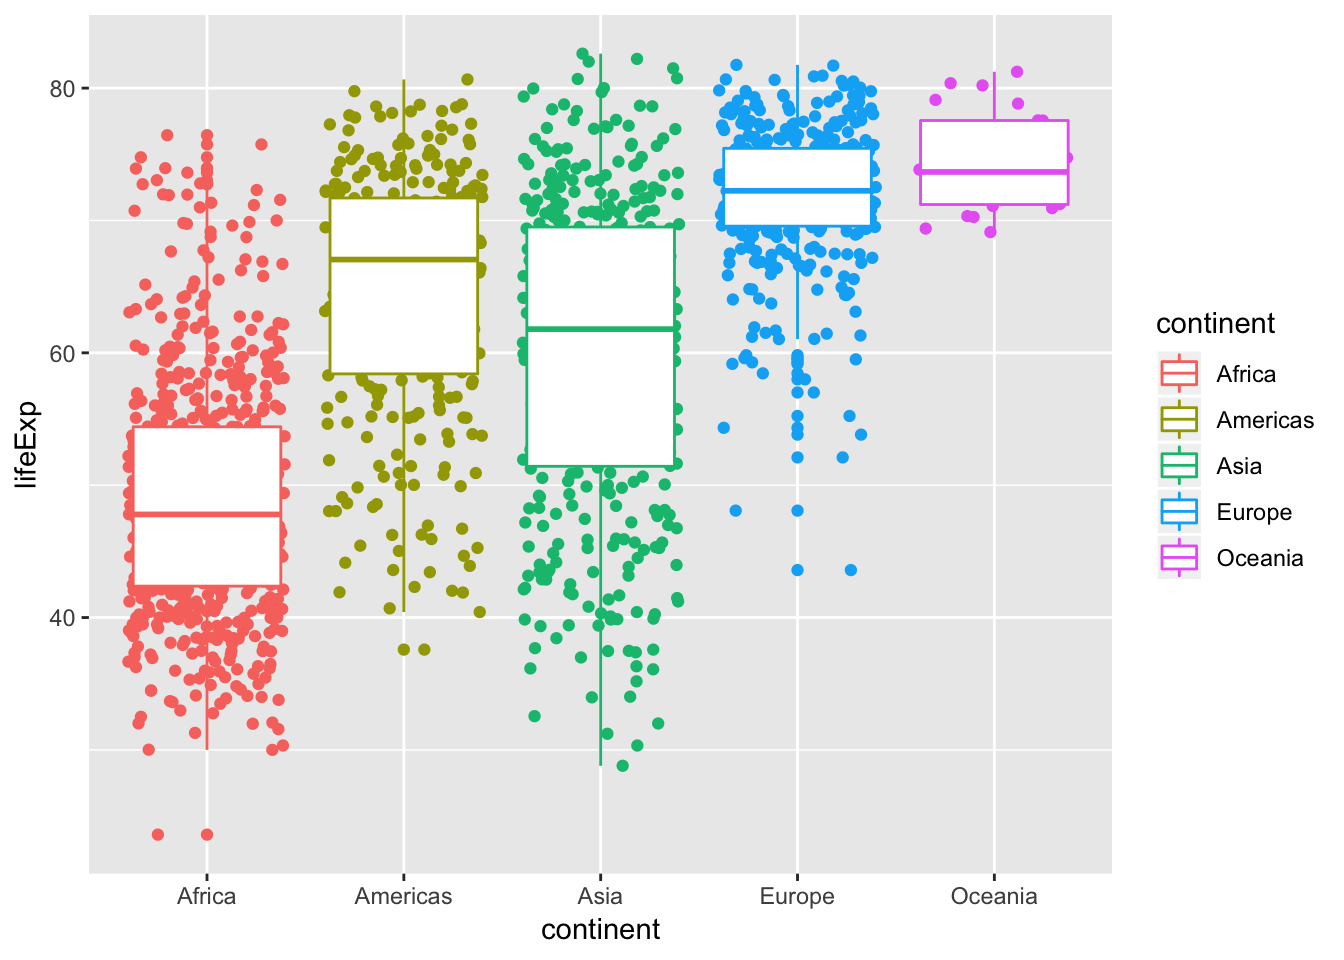 lifeExp
80
60
40
Africa Americas Asia Europe Oceania
continent
continent
Africa
Americas
Asia
Europe
Oceania